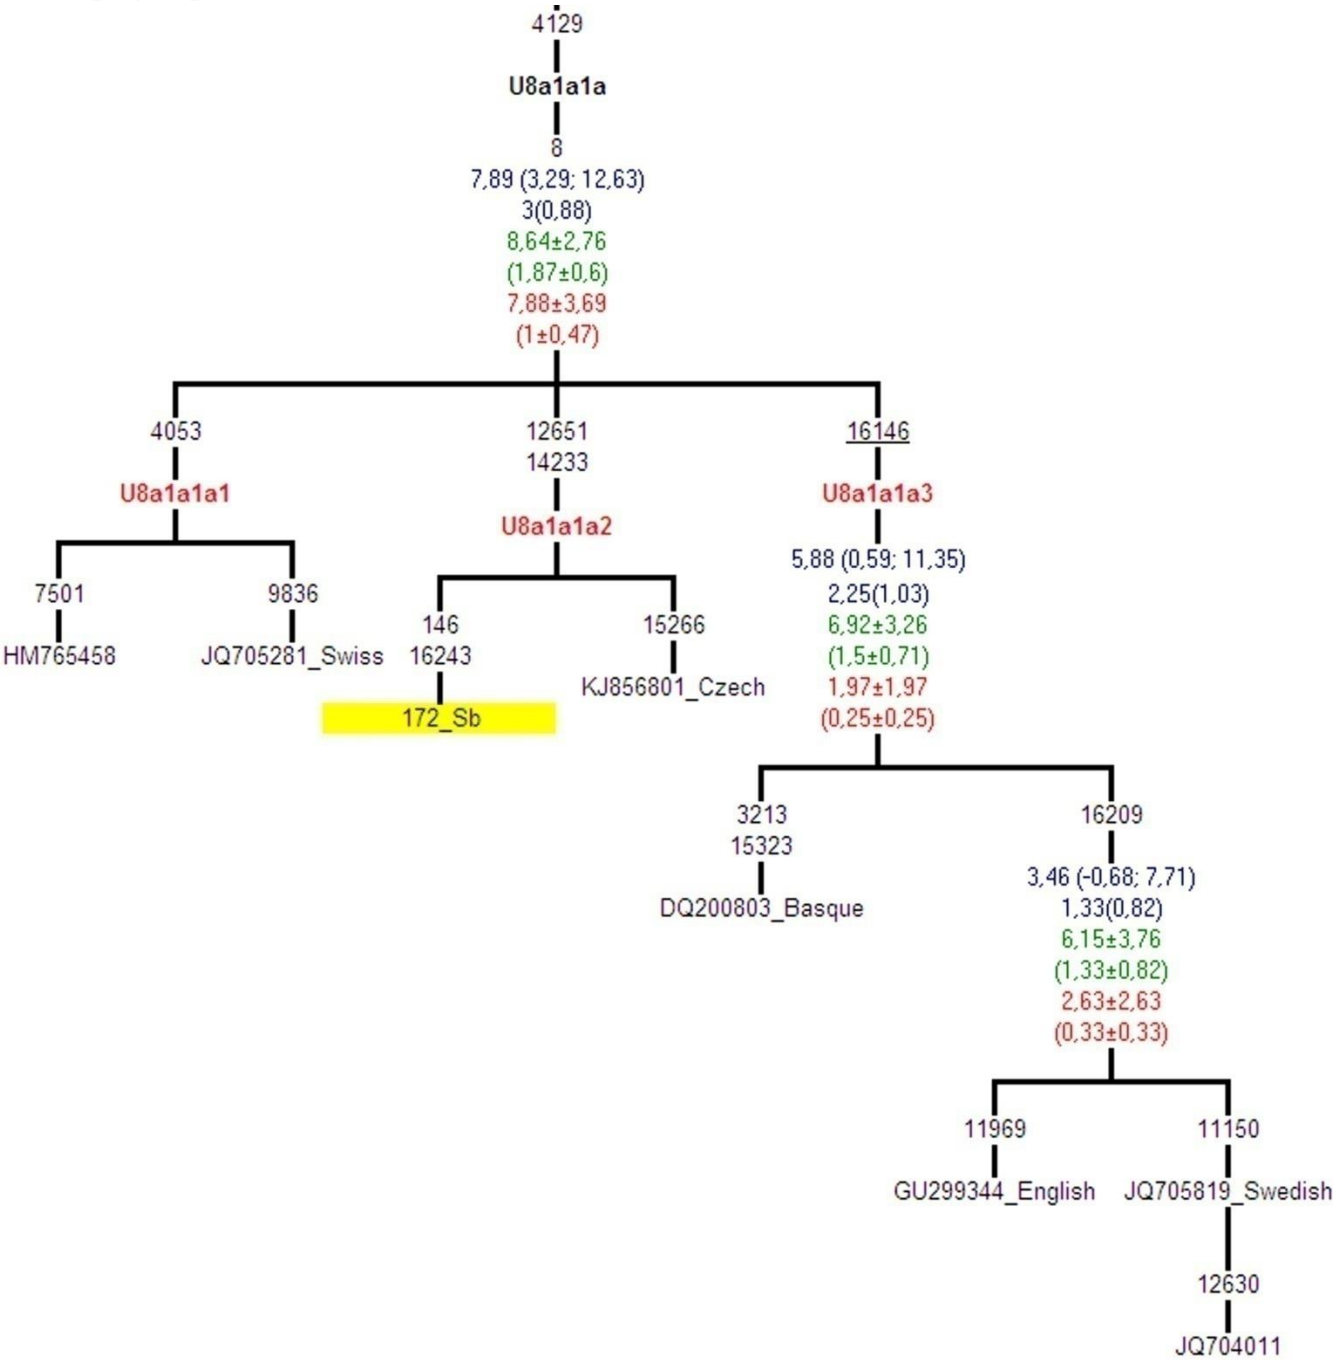 4129
U8a1a1a
8
7,89 (3,29; 12,63)
3(0,88)
8,64±2,76
(1,87±0,6)
7,88±3,69
(1±0,47)
4053
12651
16146
14233
U8a1a1a1
U8a1a1a3
U8a1a1a2
5,88 (0,59; 11,35)
7501
9836
2,25(1,03)
146
15266
6,92±3,26
HM765458
JQ705281_Swiss
16243
(1,5±0,71)
KJ856801_Czech
1,97±1,97
172_Sb
(0,25±0,25)
3213
16209
15323
3,46 (-0,68; 7,71)
DQ200803_Basque
1,33(0,82)
6,15±3,76
(1,33±0,82)
2,63±2,63
(0,33±0,33)
11969
11150
GU299344_English
JQ705819_Swedish
12630
JQ704011